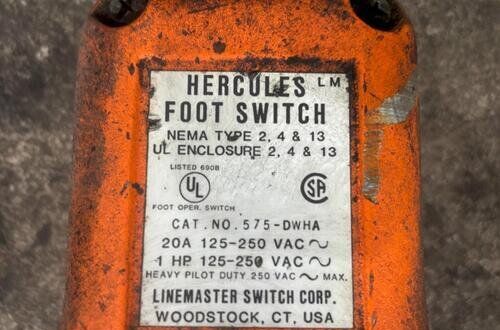 HERCULES LM
FOOT SWITCH
NEMA TYPE 2, 4 & 13
UL ENCLOSURE 2, 4 & 13
LISTED 690B
UL SA
FOOT OPER. SWITCH
CAT. NO. 575-DWHA
20A 125-250 VAC ~
1 HP 125-250 VAC ~
HEAVY PILOT DUTY 250 VAC ~ MAX.
LINEMASTER SWITCH CORP.
WOODSTOCK, CT, USA